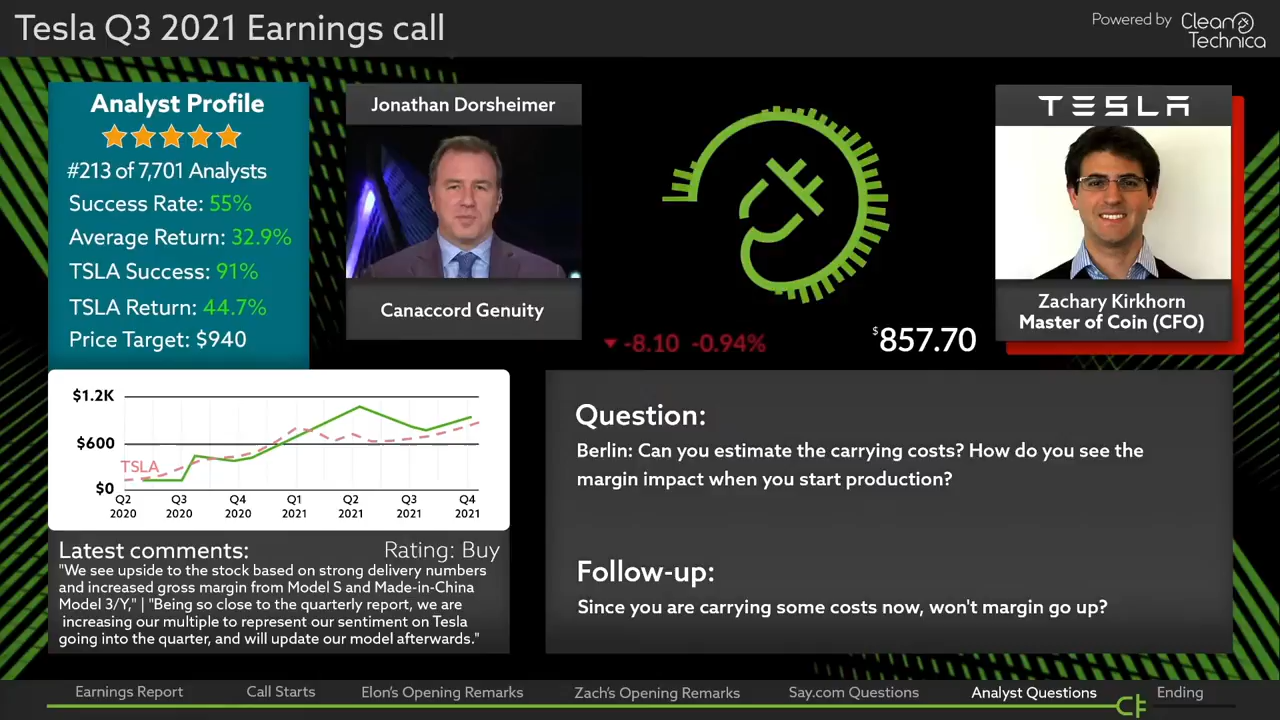 Tesla Q3 2021 Earnings call
Powered by
CleanTechnica
Analyst Profile
#213 of 7,701 Analysts
Success Rate: 55%
Average Return: 32.9%
TSLA Success: 91%
TSLA Return: 44.7%
Price Target: $940
Jonathan Dorsheimer
Canaccord Genuity
-8.10 -0.94%
$857.70
TESLA
Zachary Kirkhorn
Master of Coin (CFO)
$1.2K
$600
$0
TSLA
Q2 2020
Q3 2020
Q4 2020
Q1 2021
Q2 2021
Q3 2021
Q4 2021
Latest comments:
Rating: Buy
"We see upside to the stock based on strong delivery numbers
and increased gross margin from Model S and Made-in-China
Model 3/Y," | "Being so close to the quarterly report, we are
increasing our multiple to represent our sentiment on Tesla
going into the quarter, and will update our model afterwards."
Question:
Berlin: Can you estimate the carrying costs? How do you see the
margin impact when you start production?
Follow-up:
Since you are carrying some costs now, won't margin go up?
Earnings Report
Call Starts
Elon's Opening Remarks
Zach's Opening Remarks
Say.com Questions
Analyst Questions
Ending